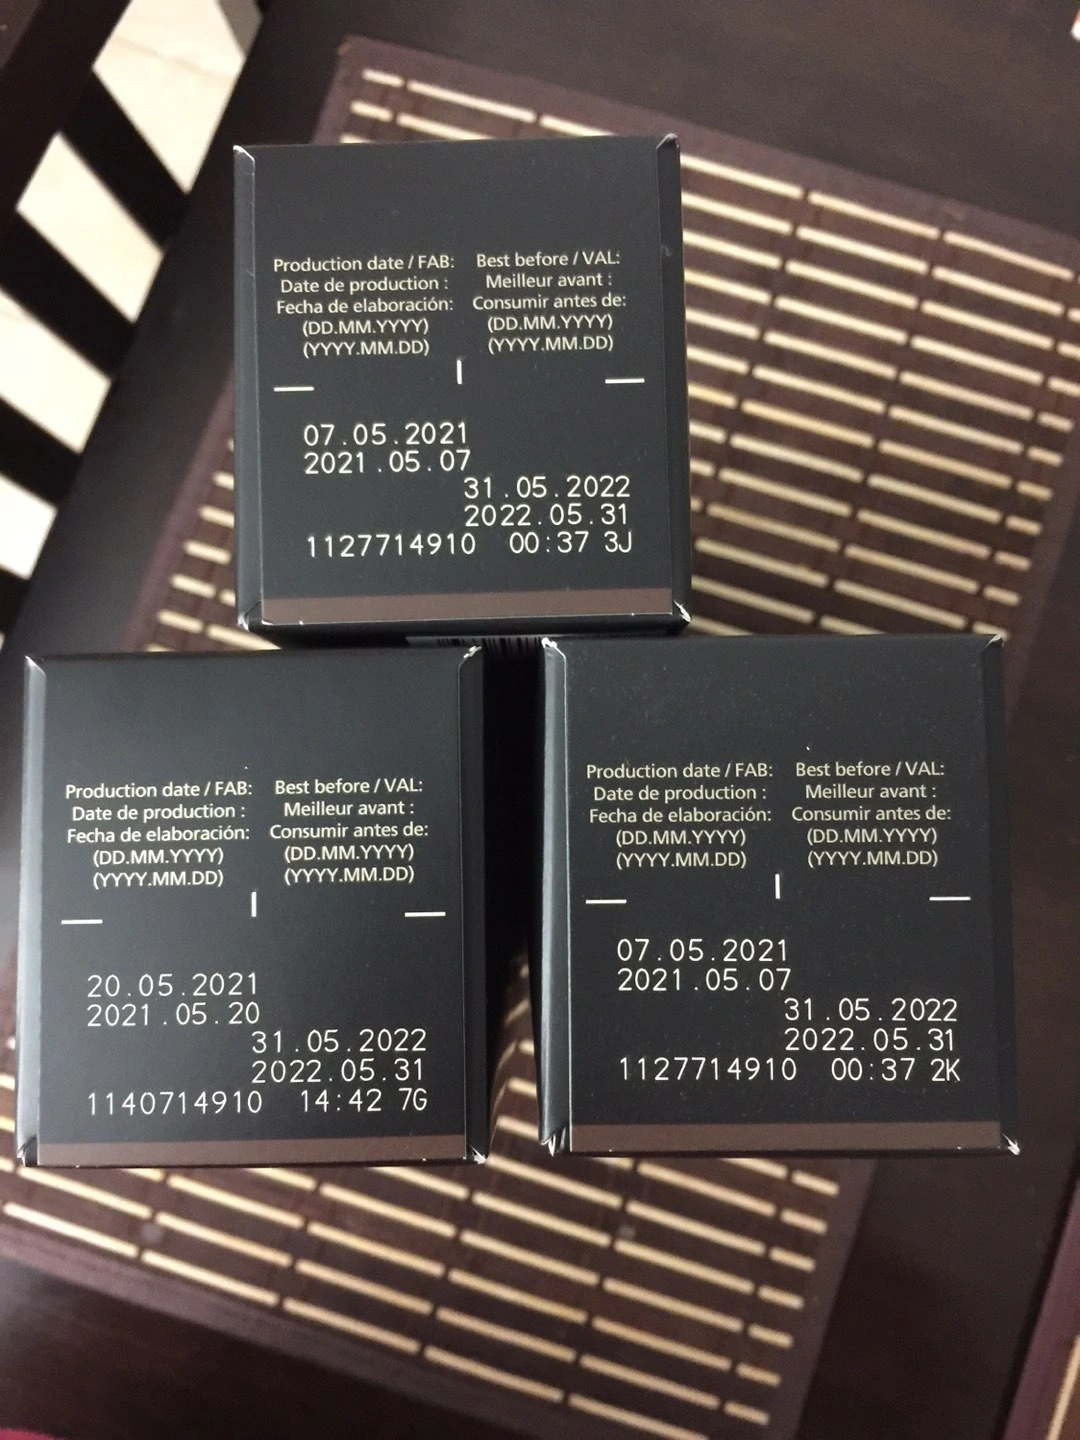 Production date / FAB: Best before / VAL:
Date de production : Meilleur avant :
Fecha de elaboración: Consumir antes de:
(DD.MM.YYYY) (DD.MM.YYYY)
(YYYY.MM.DD) (YYYY.MM.DD)
07.05.2021
2021.05.07
31.05.2022
2022.05.31
1127714910 00:37 3J
Production date / FAB: Best before / VAL:
Date de production : Meilleur avant :
Fecha de elaboración: Consumir antes de:
(DD.MM.YYYY) (DD.MM.YYYY)
(YYYY.MM.DD) (YYYY.MM.DD)
20.05.2021
2021.05.20
31.05.2022
2022.05.31
1140714910 14:42 7G
Production date / FAB: Best before / VAL:
Date de production : Meilleur avant :
Fecha de elaboración: Consumir antes de:
(DD.MM.YYYY) (DD.MM.YYYY)
(YYYY.MM.DD) (YYYY.MM.DD)
07.05.2021
2021.05.07
31.05.2022
2022.05.31
1127714910 00:37 2K